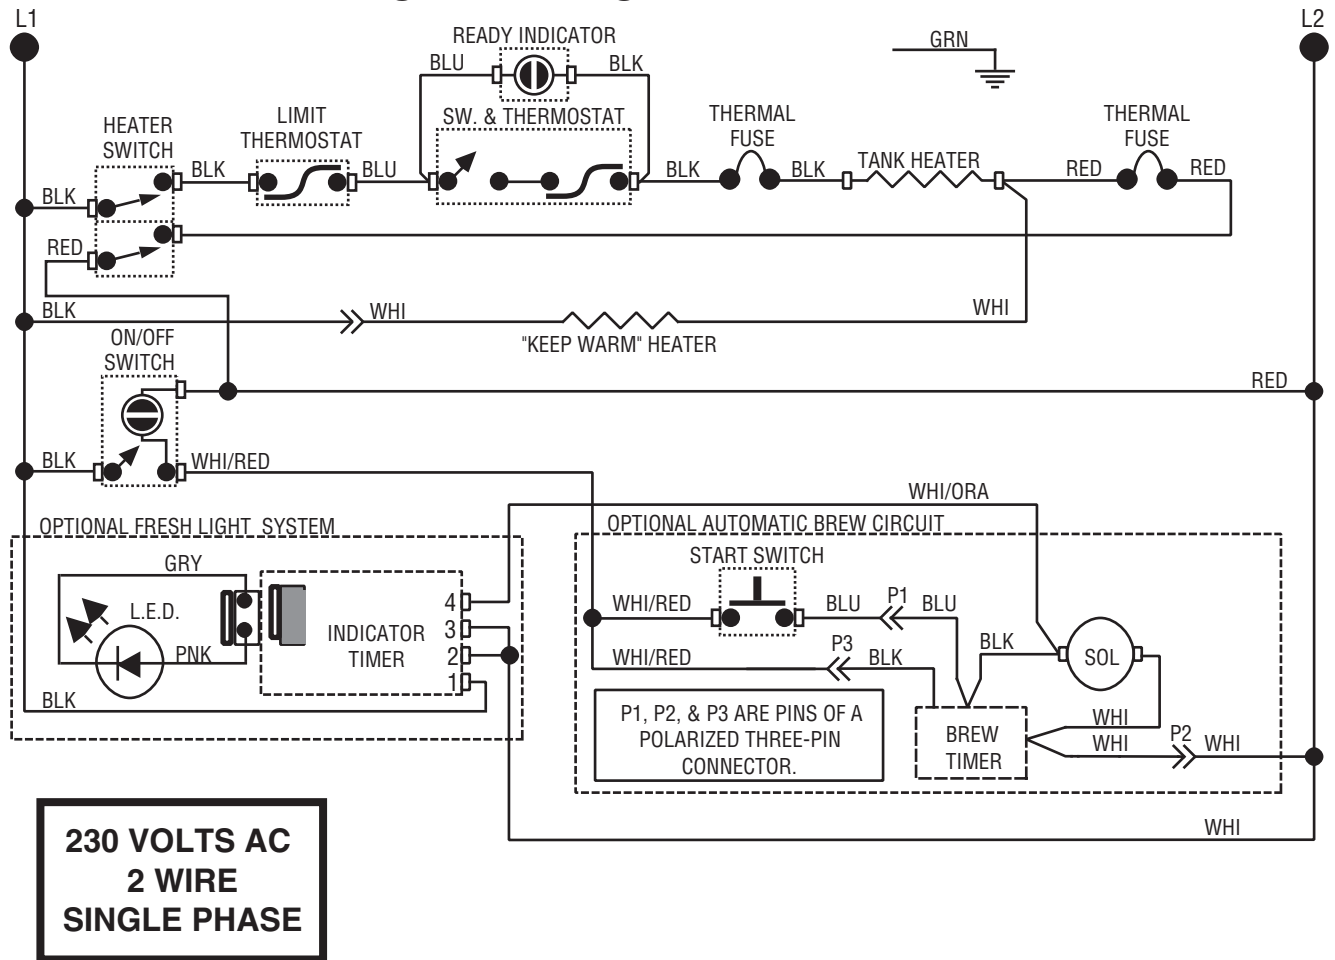 L1
L2
READY INDICATOR
GRN
BLU
BLK
HEATER
SWITCH
LIMIT
THERMOSTAT
SW. & THERMOSTAT
THERMAL
FUSE
THERMAL
FUSE
BLK
BLU
BLK
BLK
TANK HEATER
RED
RED
BLK
RED
BLK
WHI
WHI
"KEEP WARM" HEATER
ON/OFF
SWITCH
RED
BLK
WHI/RED
WHI/ORA
OPTIONAL FRESH LIGHT SYSTEM
OPTIONAL AUTOMATIC BREW CIRCUIT
GRY
START SWITCH
L.E.D.
PNK
INDICATOR
TIMER
4
3
2
1
BLK
WHI/RED
BLU
P1
BLU
WHI/RED
P3
BLK
BLK
SOL
P1, P2, & P3 ARE PINS OF A
POLARIZED THREE-PIN
CONNECTOR.
BREW
TIMER
WHI
WHI
P2
WHI
WHI
230 VOLTS AC
2 WIRE
SINGLE PHASE